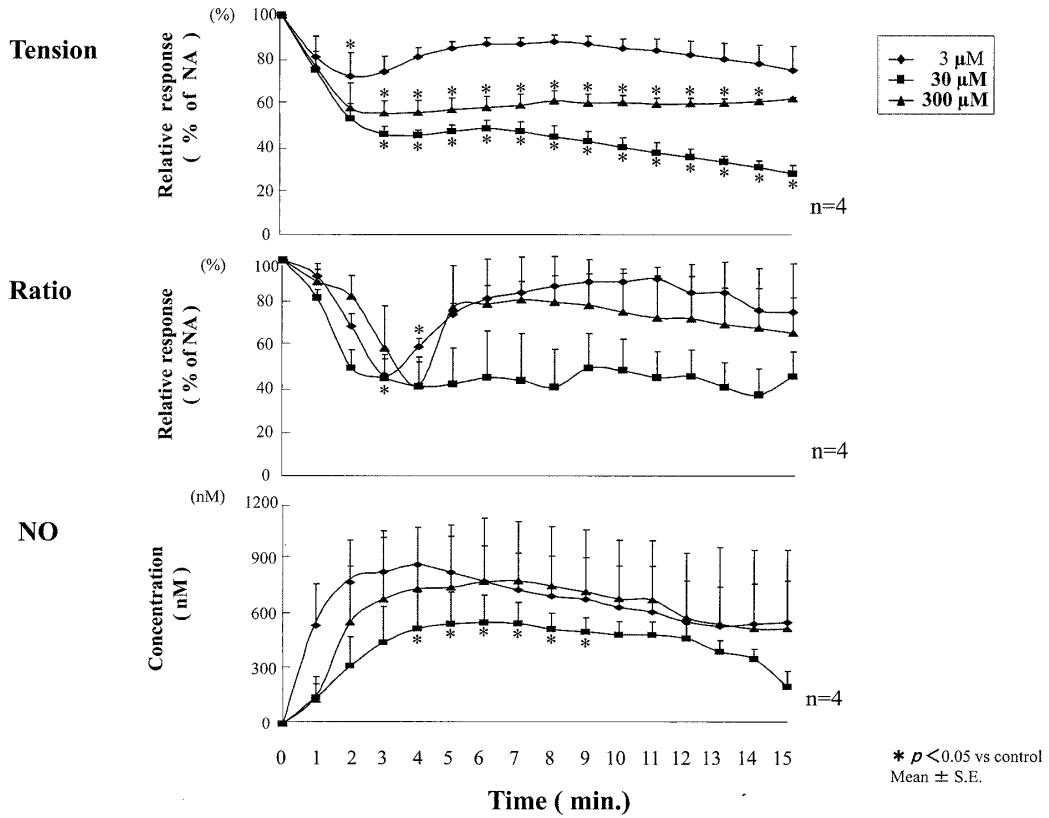 Tension
(%)
Relative response
( % of NA)
100
80
60
40
20
0
*
* * * * * * * * * * * *
* * * * * * * * * * * * *
n=4
3 μM
30 μM
300 μM
Ratio
(%)
Relative response
( % of NA)
100
80
60
40
20
0
*
*
n=4
NO
(nM)
Concentration
( nM )
1200
900
600
300
0
* * * * * *
n=4
0 1 2 3 4 5 6 7 8 9 10 11 12 13 14 15
Time ( min.)
* p <0.05 vs control
Mean ± S.E.